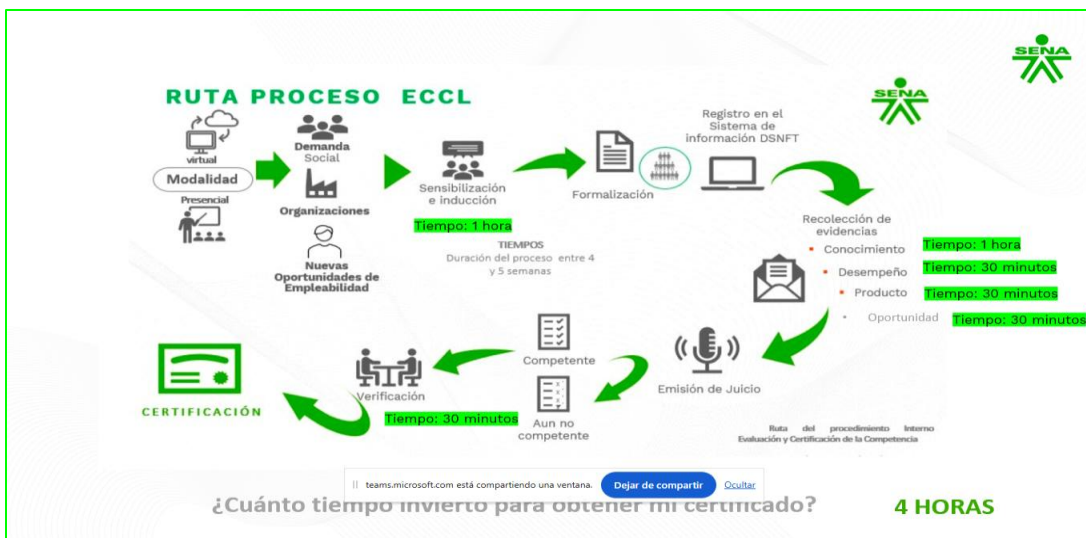 SENA
SENA
RUTA PROCESO ECCL
virtual
Modalidad
Presencial
Demanda
Social
Organizaciones
Nuevas
Oportunidades de
Empleabilidad
Sensibilización
e inducción
Tiempo: 1 hora
TIEMPOS
Duración del proceso entre 4
y 5 semanas
Formalización
Registro en el
Sistema de
información DSNFT
Recolección de
evidencias
Conocimiento
Tiempo: 1 hora
Desempeño
Tiempo: 30 minutos
Producto
Tiempo: 30 minutos
Oportunidad
Tiempo: 30 minutos
Emisión de Juicio
Competente
Aun no
competente
Verificación
Tiempo: 30 minutos
CERTIFICACIÓN
Ruta del procedimiento Interno
Evaluación y Certificación de la Competencia
teams.microsoft.com está compartiendo una ventana.
Dejar de compartir
Ocultar
¿Cuánto tiempo invierto para obtener mi certificado?
4 HORAS